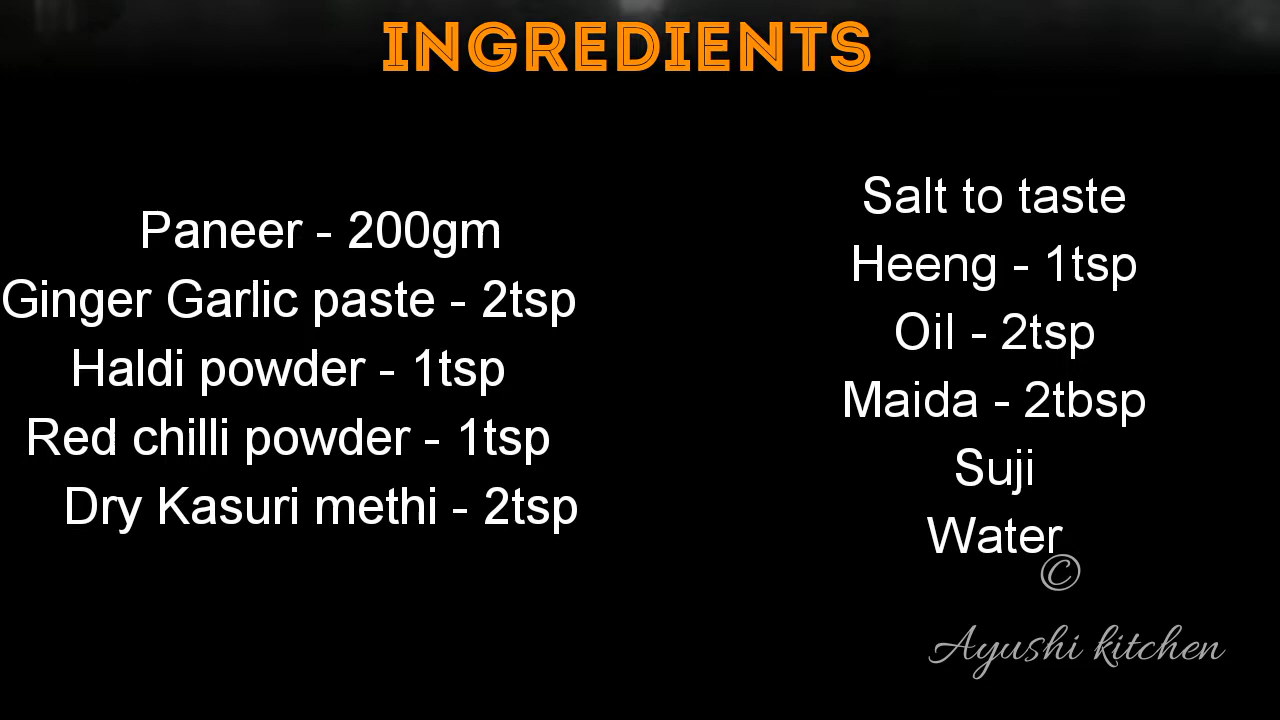 INGREDIENTS
Paneer - 200gm
Ginger Garlic paste - 2tsp
Haldi powder - 1tsp
Red chilli powder - 1tsp
Dry Kasuri methi - 2tsp
Salt to taste
Heeng - 1tsp
Oil - 2tsp
Maida - 2tbsp
Suji
Water
©
Ayushi kitchen